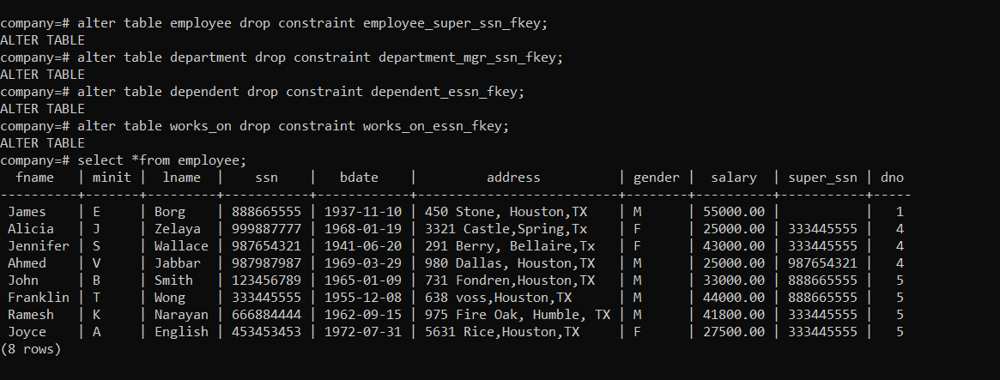 company=# alter table employee drop constraint employee_super_ssn_fkey;
ALTER TABLE
company=# alter table department drop constraint department_mgr_ssn_fkey;
ALTER TABLE
company=# alter table dependent drop constraint dependent_essn_fkey;
ALTER TABLE
company=# alter table works_on drop constraint works_on_essn_fkey;
ALTER TABLE
company=# select *from employee;
  fname   | minit |  lname  |    ssn    |   bdate    |         address          | gender |  salary  | super_ssn | dno
----------+-------+---------+-----------+------------+--------------------------+--------+----------+-----------+-----
 James    | E     | Borg    | 888665555 | 1937-11-10 | 450 Stone, Houston,TX    | M      | 55000.00 |           |   1
 Alicia   | J     | Zelaya  | 999887777 | 1968-01-19 | 3321 Castle,Spring,Tx    | F      | 25000.00 | 333445555 |   4
 Jennifer | S     | Wallace | 987654321 | 1941-06-20 | 291 Berry, Bellaire,Tx   | F      | 43000.00 | 333445555 |   4
 Ahmed    | V     | Jabbar  | 987987987 | 1969-03-29 | 980 Dallas, Houston,TX   | M      | 25000.00 | 987654321 |   4
 John     | B     | Smith   | 123456789 | 1965-01-09 | 731 Fondren,Houston,TX   | M      | 33000.00 | 888665555 |   5
 Franklin | T     | Wong    | 333445555 | 1955-12-08 | 638 voss,Houston,TX      | M      | 44000.00 | 888665555 |   5
 Ramesh   | K     | Narayan | 666884444 | 1962-09-15 | 975 Fire Oak, Humble, TX | M      | 41800.00 | 333445555 |   5
 Joyce    | A     | English | 453453453 | 1972-07-31 | 5631 Rice,Houston,TX     | F      | 27500.00 | 333445555 |   5
(8 rows)